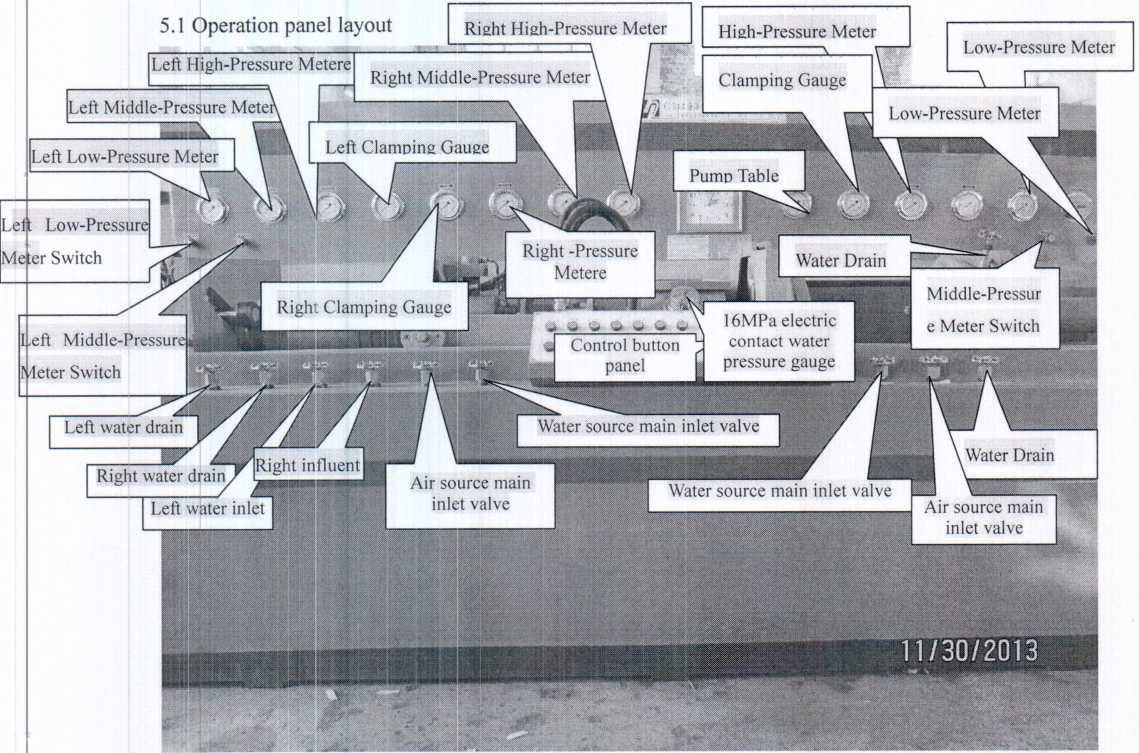 5.1 Operation panel layout
Right High-Pressure Meter
High-Pressure Meter
Low-Pressure Meter
Left High-Pressure Metere
Right Middle-Pressure Meter
Clamping Gauge
Left Middle-Pressure Meter
Low-Pressure Meter
Left Low-Pressure Meter
Left Clamping Gauge
Pump Table
Left Low-Pressure
Meter Switch
Right -Pressure
Metere
Water Drain
Right Clamping Gauge
Middle-Pressur
e Meter Switch
Left Middle-Pressure
Meter Switch
Control button
panel
16MPa electric
contact water
pressure gauge
Left water drain
Water source main inlet valve
Water Drain
Right water drain
Right influent
Left water inlet
Air source main
inlet valve
Water source main inlet valve
Air source main
inlet valve
11/30/2013